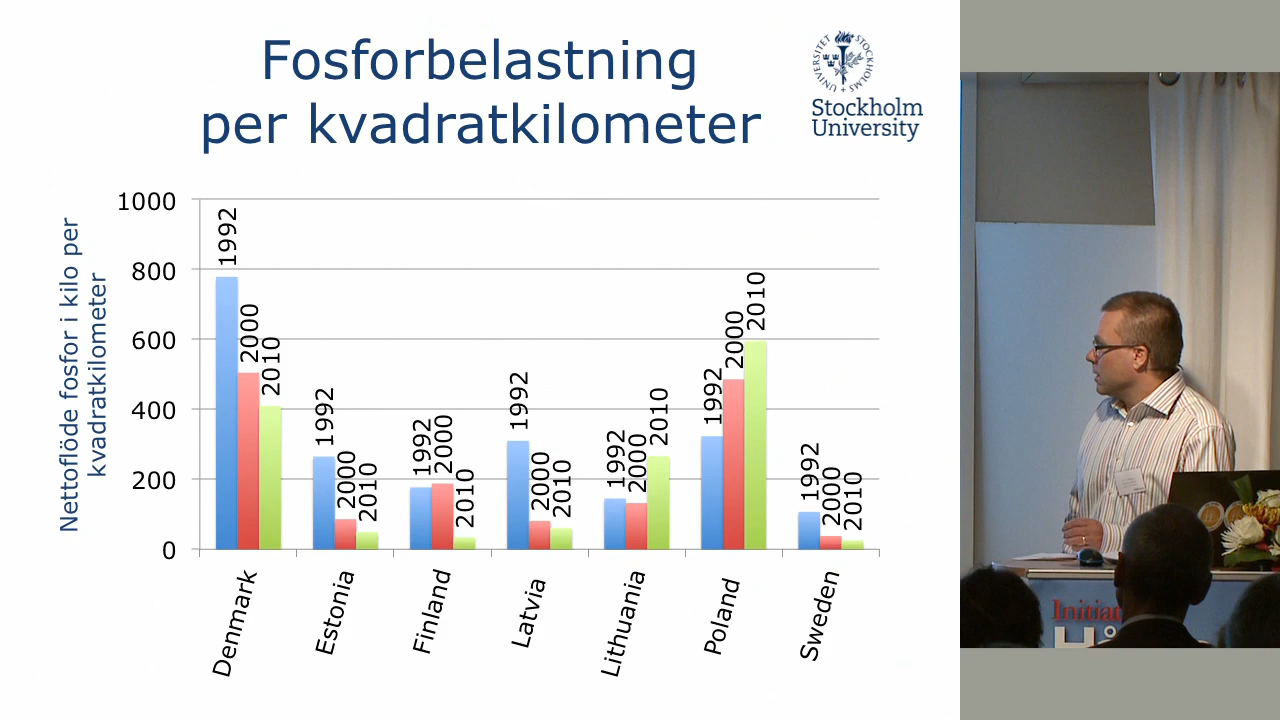 Fosforbelastning
per kvadratkilometer
UNIVERSITET STOCKHOLMS
Stockholm
University
Nettoflöde fosfor i kilo per
kvadratkilometer
1000
800
600
400
200
0
1992
2000
2010
1992
2000
2010
1992
2000
2010
1992
2000
2010
1992
2000
2010
1992
2000
2010
1992
2000
2010
Denmark
Estonia
Finland
Latvia
Lithuania
Poland
Sweden